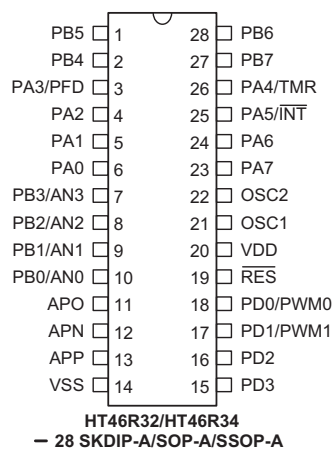 PB5 1 28 PB6
PB4 2 27 PB7
PA3/PFD 3 26 PA4/TMR
PA2 4 25 PA5/I̅N̅T̅
PA1 5 24 PA6
PA0 6 23 PA7
PB3/AN3 7 22 OSC2
PB2/AN2 8 21 OSC1
PB1/AN1 9 20 VDD
PB0/AN0 10 19 R̅E̅S̅
APO 11 18 PD0/PWM0
APN 12 17 PD1/PWM1
APP 13 16 PD2
VSS 14 15 PD3
HT46R32/HT46R34
– 28 SKDIP-A/SOP-A/SSOP-A